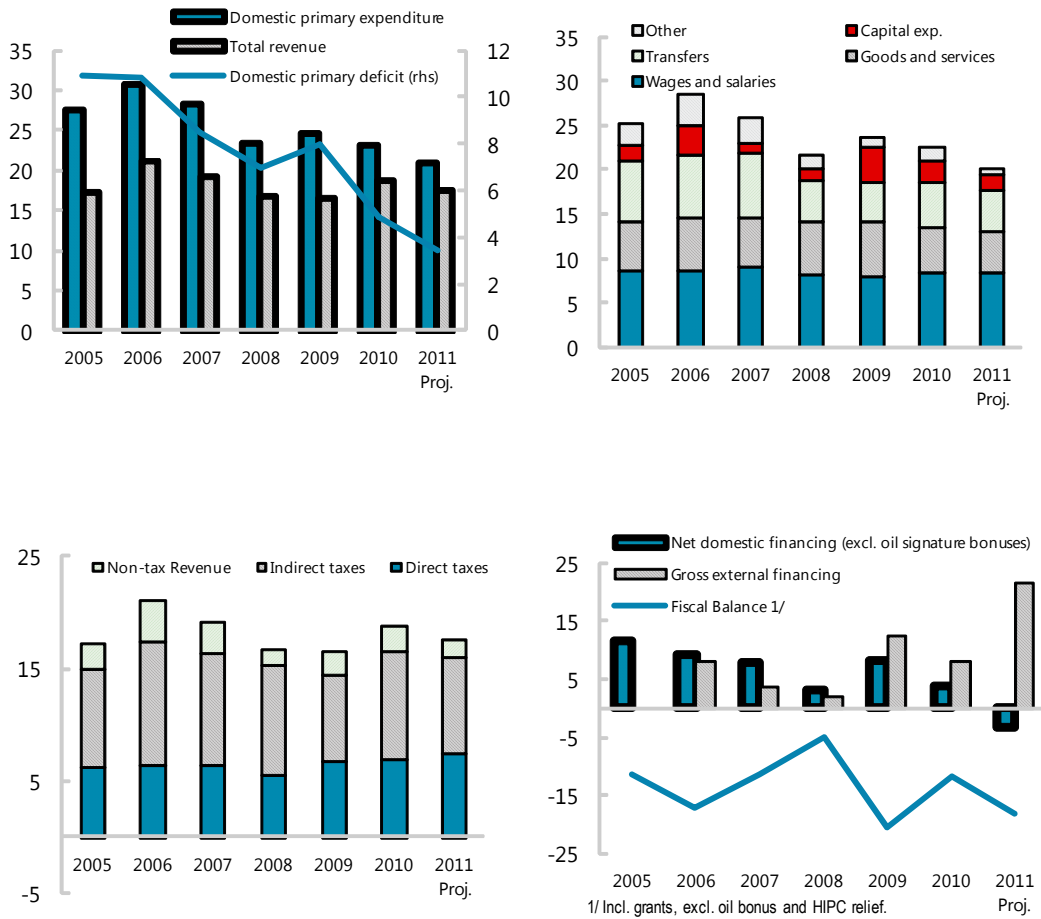 Domestic primary expenditure
Total revenue
Domestic primary deficit (rhs)
35
30
25
20
15
10
5
0
12
10
8
6
4
2
0
2005 2006 2007 2008 2009 2010 2011
Proj.
Other Capital exp.
Transfers Goods and services
Wages and salaries
35
30
25
20
15
10
5
0
2005 2006 2007 2008 2009 2010 2011
Proj.
25
15
5
-5
Non-tax Revenue Indirect taxes Direct taxes
2005 2006 2007 2008 2009 2010 2011
Proj.
Net domestic financing (excl. oil signature bonuses)
Gross external financing
Fiscal Balance 1/
25
15
5
-5
-15
-25
2005 2006 2007 2008 2009 2010 2011
Proj.
1/ Incl. grants, excl. oil bonus and HIPC relief.